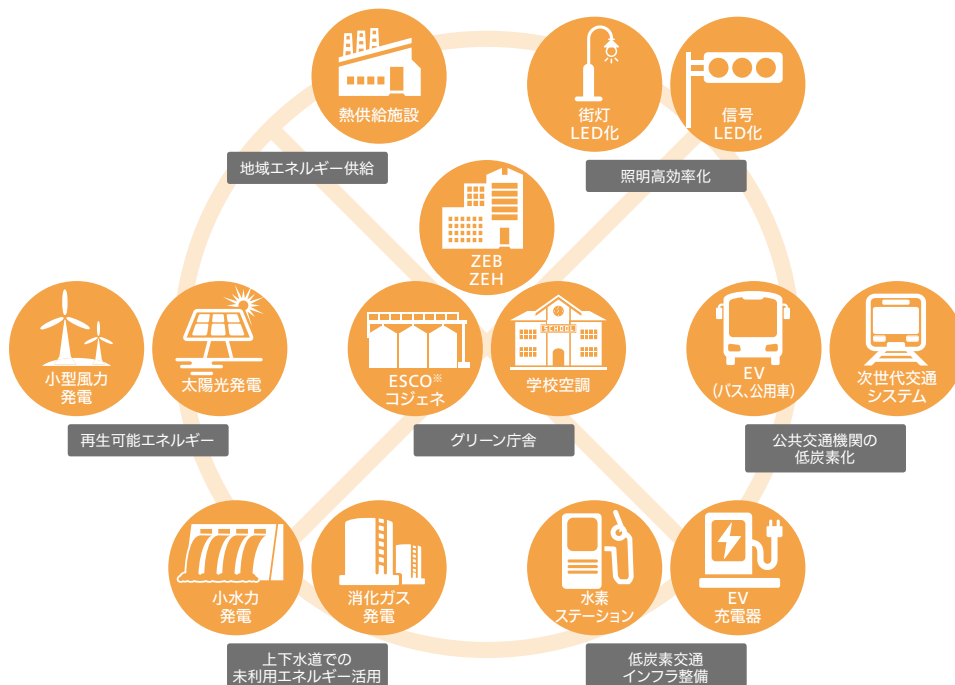 熱供給施設
地域エネルギー供給
街灯
LED化
信号
LED化
照明高効率化
ZEB
ZEH
ESCO※
コジェネ
SCHOOL
学校空調
グリーン庁舎
小型風力
発電
太陽光発電
再生可能エネルギー
EV
(バス、公用車)
次世代交通
システム
公共交通機関の
低炭素化
小水力
発電
消化ガス
発電
上下水道での
未利用エネルギー活用
水素
ステーション
EV
充電器
低炭素交通
インフラ整備